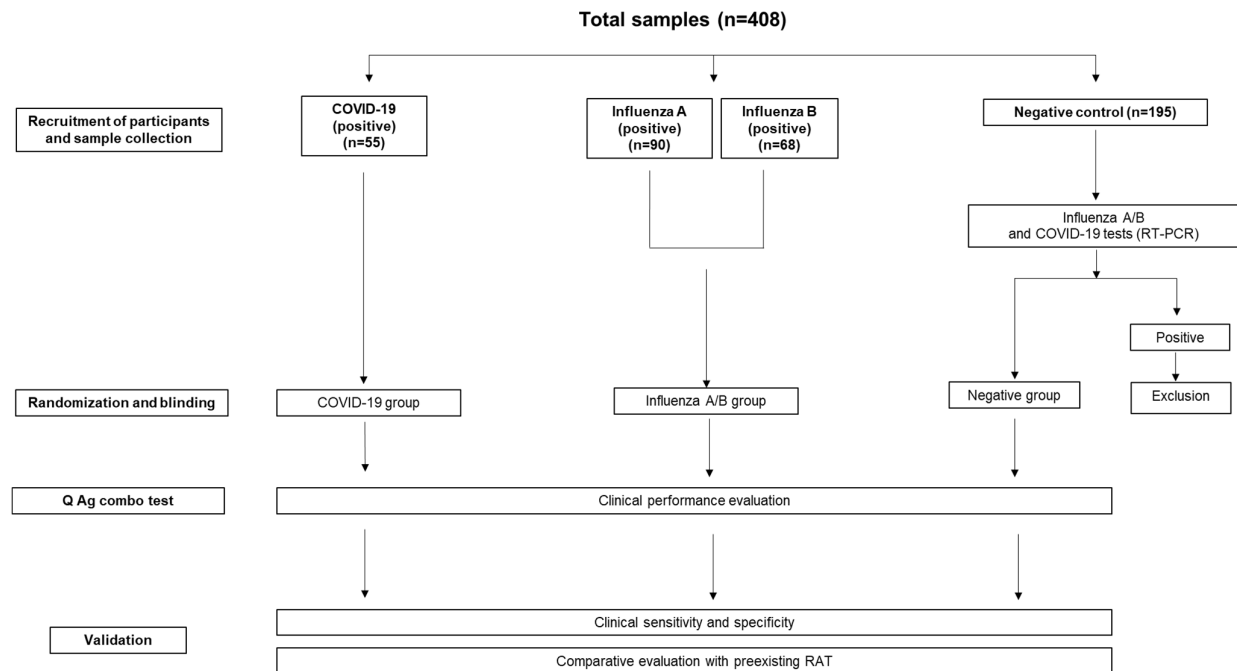 Total samples (n=408)
Recruitment of participants
and sample collection
COVID-19
(positive)
(n=55)
Influenza A
(positive)
(n=90)
Influenza B
(positive)
(n=68)
Negative control (n=195)
Influenza A/B
and COVID-19 tests (RT-PCR)
Positive
Randomization and blinding
COVID-19 group
Influenza A/B group
Negative group
Exclusion
Q Ag combo test
Clinical performance evaluation
Validation
Clinical sensitivity and specificity
Comparative evaluation with preexisting RAT